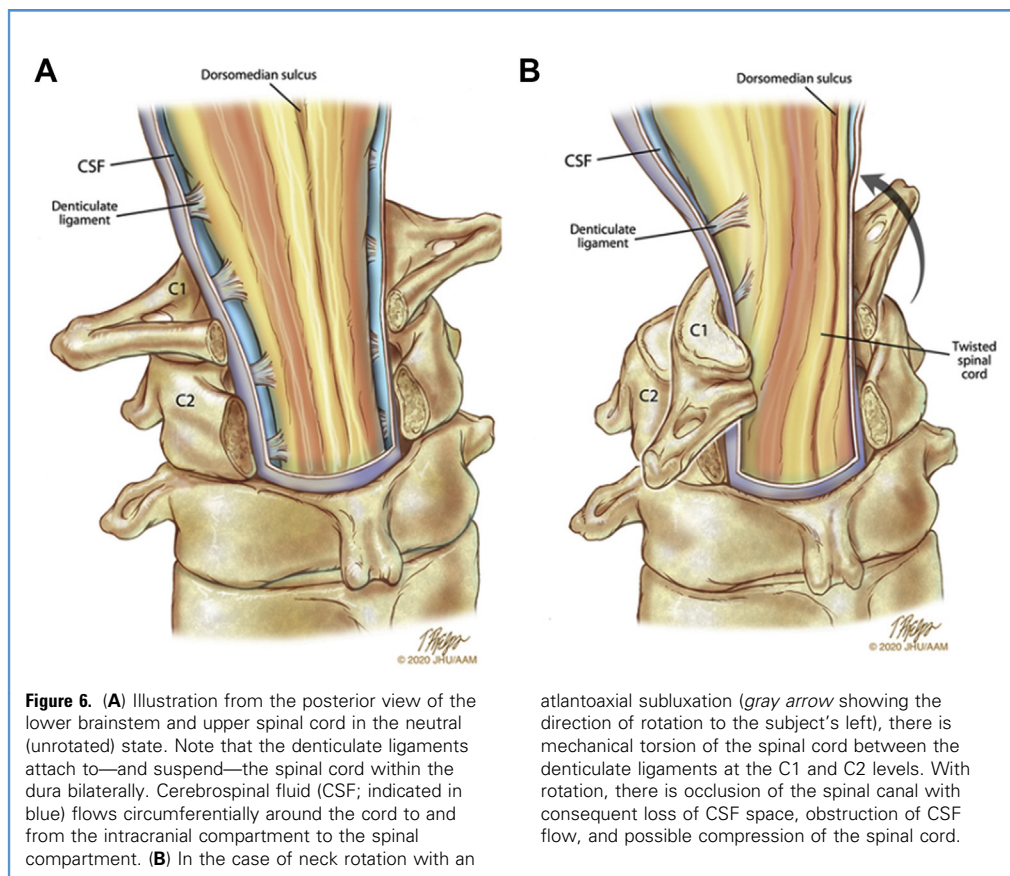 A
Dorsomedian sulcus
CSF
Denticulate
ligament
C1
C2
© 2020 JHU/AAM
B
Dorsomedian sulcus
CSF
Denticulate
ligament
C1
C2
Twisted
spinal
cord
© 2020 JHU/AAM
Figure 6. (A) Illustration from the posterior view of the
lower brainstem and upper spinal cord in the neutral
(unrotated) state. Note that the denticulate ligaments
attach to—and suspend—the spinal cord within the
dura bilaterally. Cerebrospinal fluid (CSF; indicated in
blue) flows circumferentially around the cord to and
from the intracranial compartment to the spinal
compartment. (B) In the case of neck rotation with an
atlantoaxial subluxation (gray arrow showing the
direction of rotation to the subject's left), there is
mechanical torsion of the spinal cord between the
denticulate ligaments at the C1 and C2 levels. With
rotation, there is occlusion of the spinal canal with
consequent loss of CSF space, obstruction of CSF
flow, and possible compression of the spinal cord.